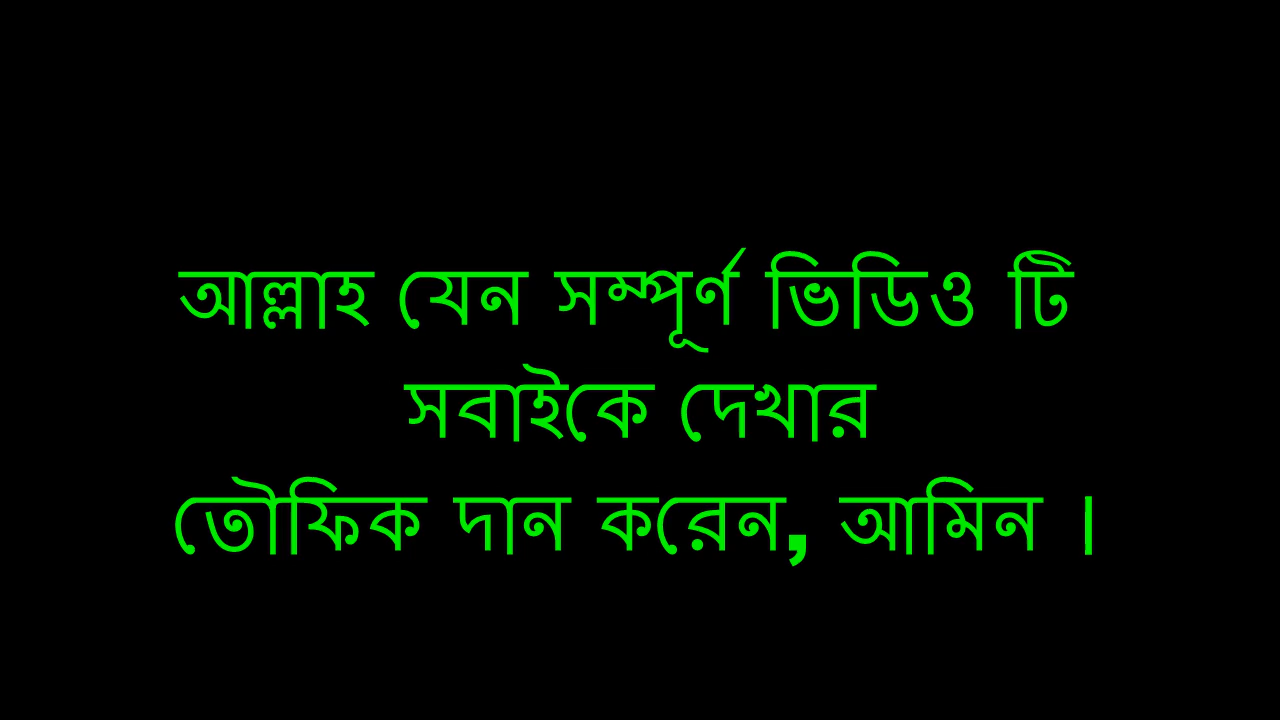 আল্লাহ যেন সম্পূর্ণ ভিডিও টি
সবাইকে দেখার
তৌফিক দান করেন, আমিন ।